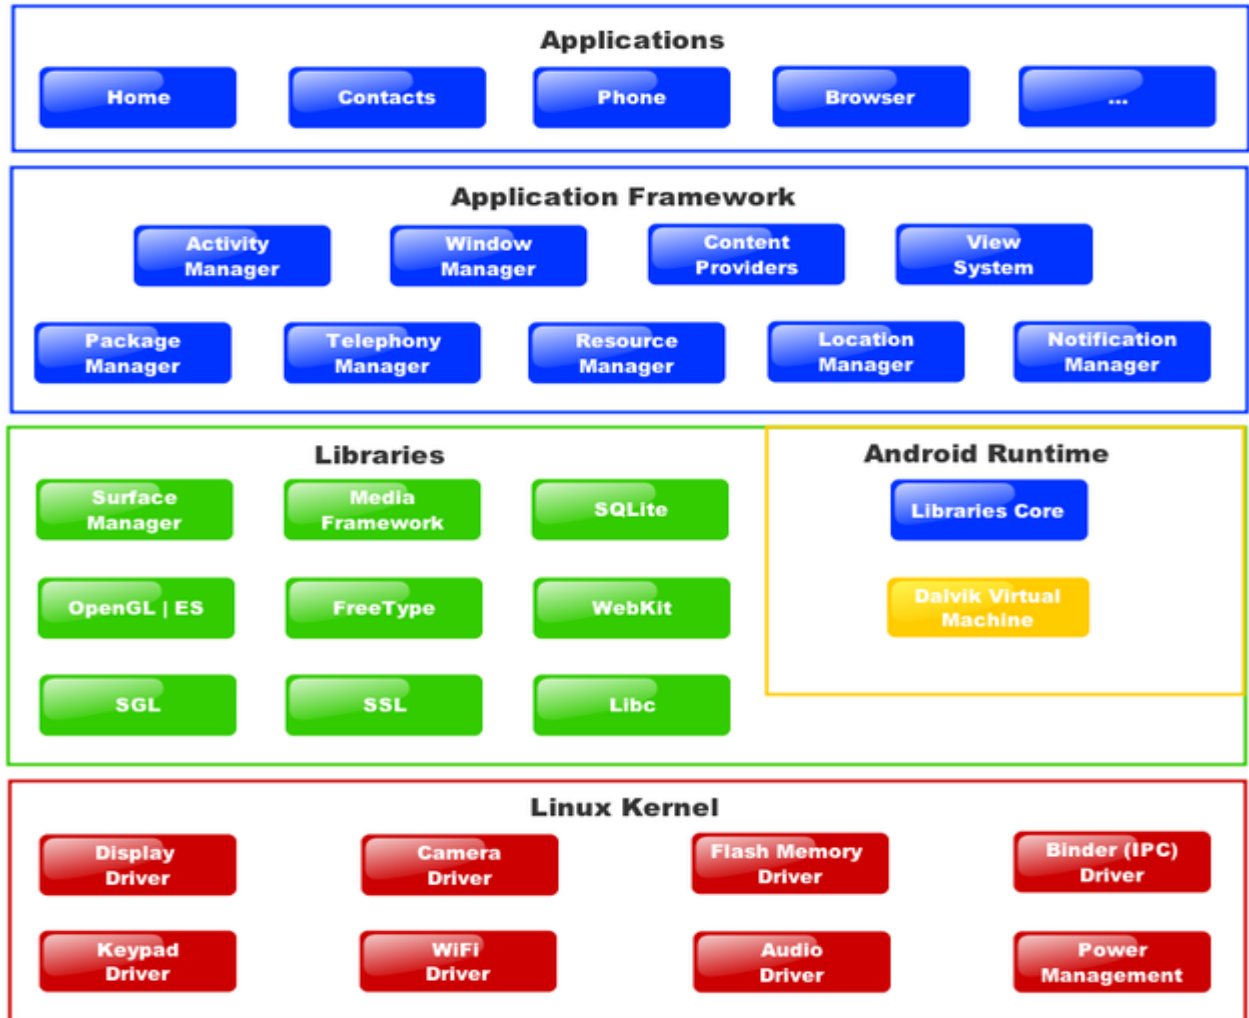 Applications
Home
Contacts
Phone
Browser
...
Application Framework
Activity
Manager
Window
Manager
Content
Providers
View
System
Package
Manager
Telephony
Manager
Resource
Manager
Location
Manager
Notification
Manager
Libraries
Surface
Manager
Media
Framework
SQLite
OpenGL | ES
FreeType
WebKit
SGL
SSL
Libc
Android Runtime
Libraries Core
Dalvik Virtual
Machine
Linux Kernel
Display
Driver
Camera
Driver
Flash Memory
Driver
Binder (IPC)
Driver
Keypad
Driver
WiFi
Driver
Audio
Driver
Power
Management